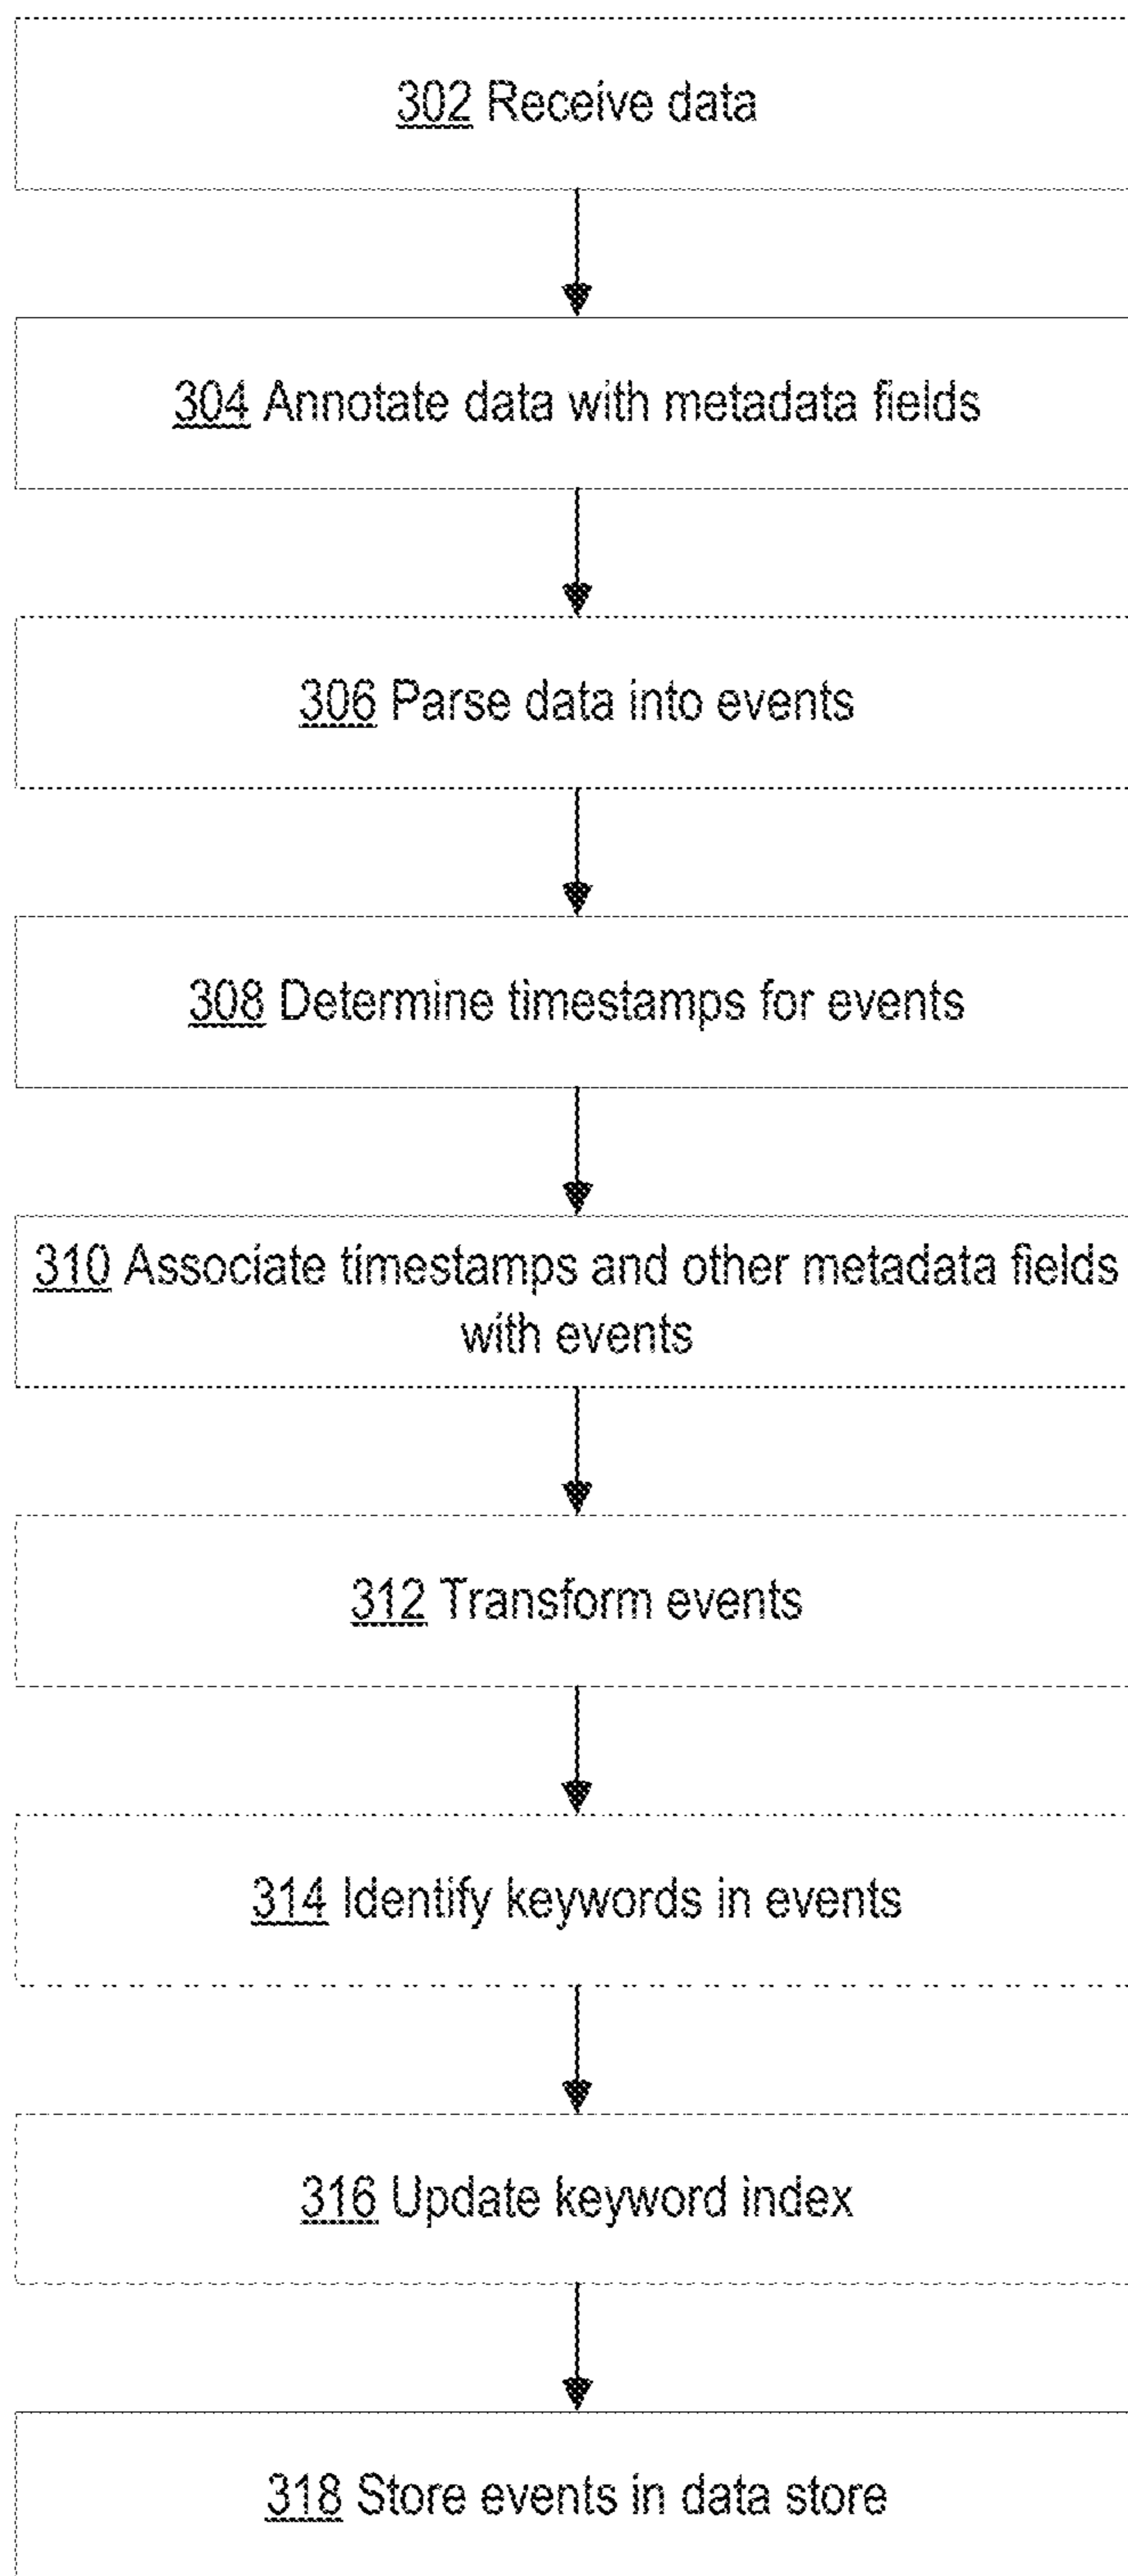 302 Receive data
304 Annotate data with metadata fields
306 Parse data into events
308 Determine timestamps for events
310 Associate timestamps and other metadata fields
with events
312 Transform events
314 Identify keywords in events
316 Update keyword index
318 Store events in data store